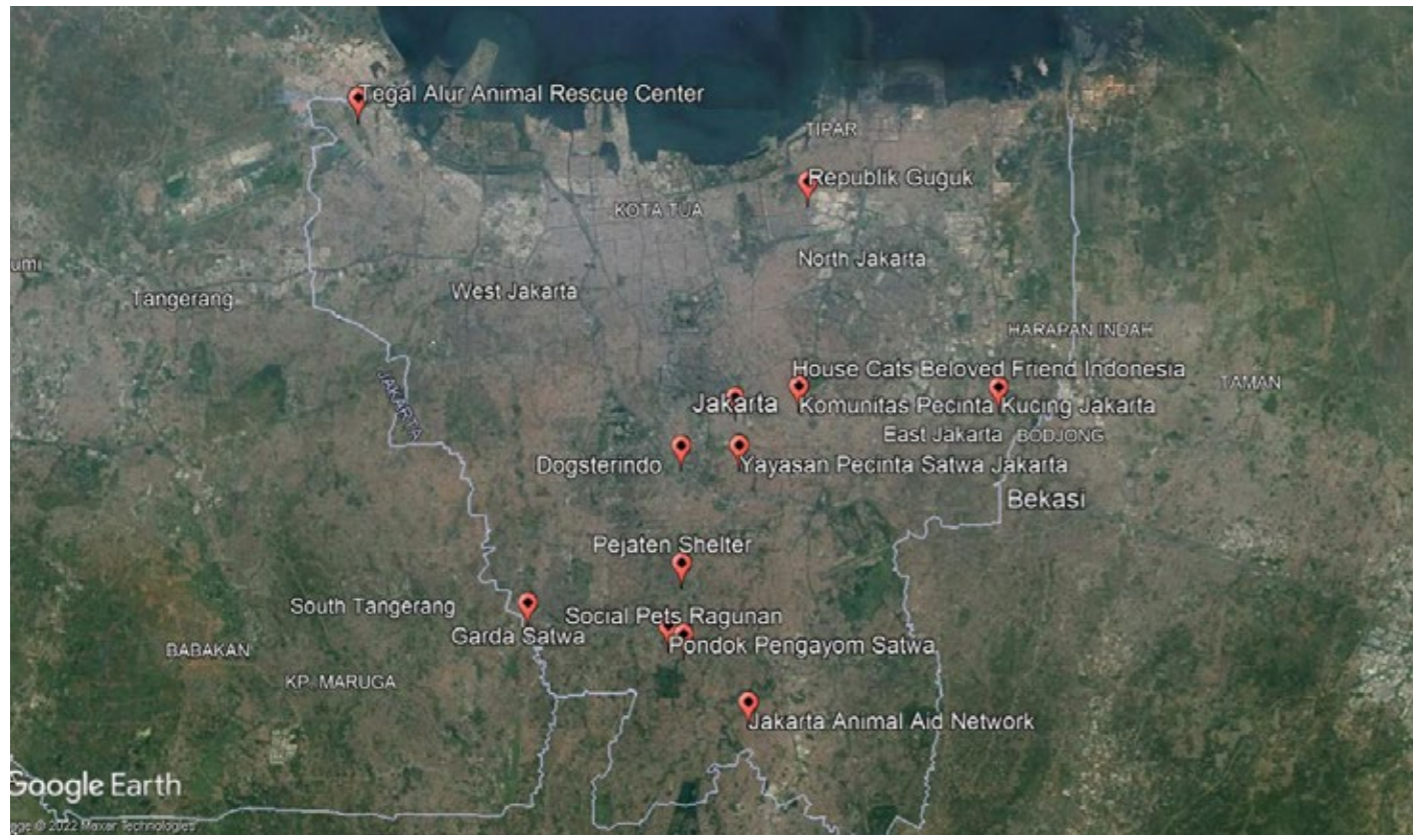 Tegal Alur Animal Rescue Center
TIPAR
Republik Guguk
KOTA TUA
North Jakarta
umi
Tangerang
West Jakarta
HARAPAN INDAH
House Cats Beloved Friend Indonesia
TAMAN
JAKARTA
Jakarta
Komunitas Pecinta Kucing Jakarta
East Jakarta
BODJONG
Dogsterindo
Yayasan Pecinta Satwa Jakarta
Bekasi
Pejaten Shelter
South Tangerang
Social Pets Ragunan
Garda Satwa
Pondok Pengayom Satwa
BABAKAN
KP. MARUGA
Jakarta Animal Aid Network
Google Earth
age © 2022 Maxar Technologies